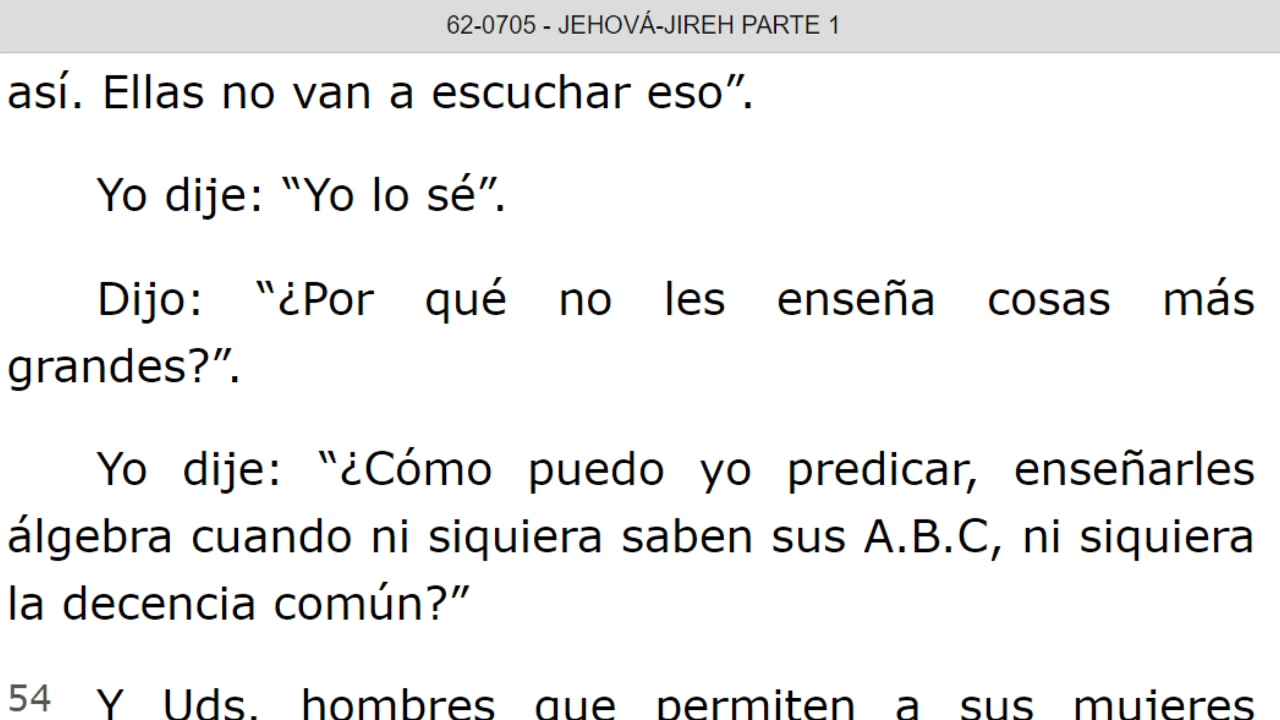 62-0705 - JEHOVÁ-JIREH PARTE 1
así. Ellas no van a escuchar eso”.
Yo dije: “Yo lo sé”.
Dijo: “¿Por qué no les enseña cosas más
grandes?”.
Yo dije: “¿Cómo puedo yo predicar, enseñarles
álgebra cuando ni siquiera saben sus A.B.C, ni siquiera
la decencia común?”
54 Y Uds. hombres que permiten a sus mujeres